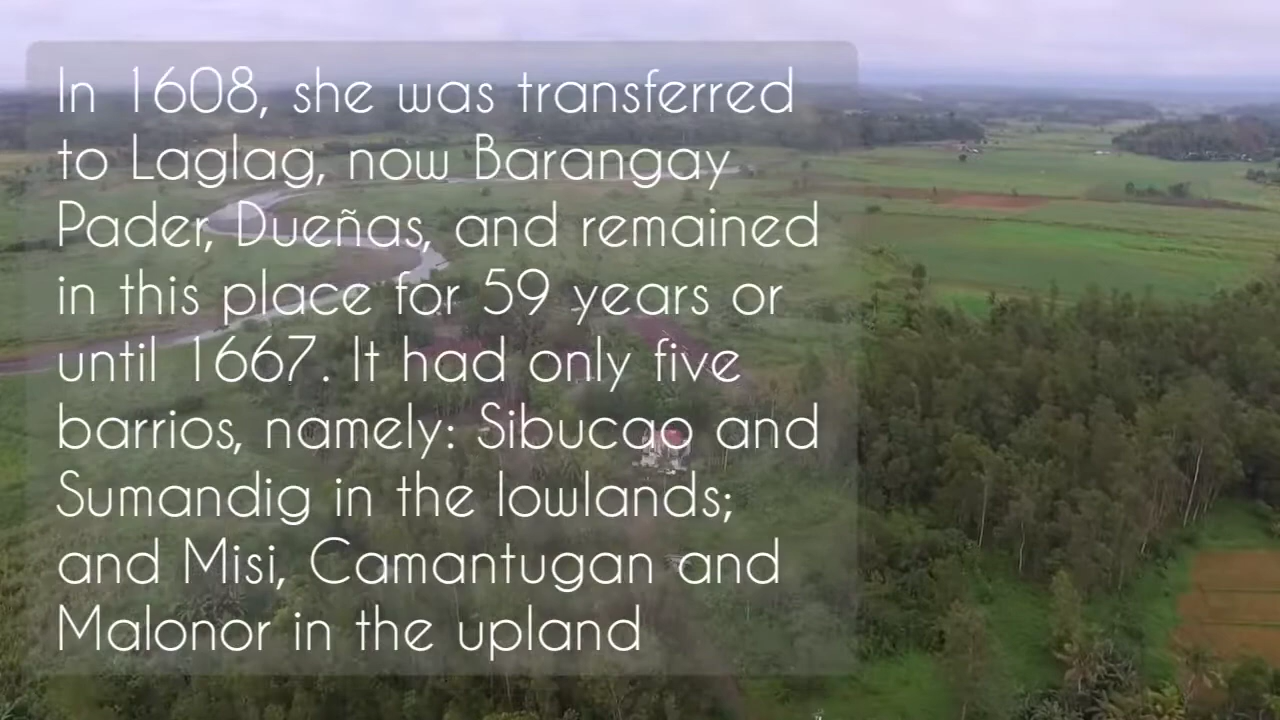 In 1608, she was transferred
to Laglag, now Barangay
Pader, Dueñas, and remained
in this place for 59 years or
until 1667. It had only five
barrios, namely: Sibucao and
Sumandig in the lowlands;
and Misi, Camantugan and
Malonor in the upland